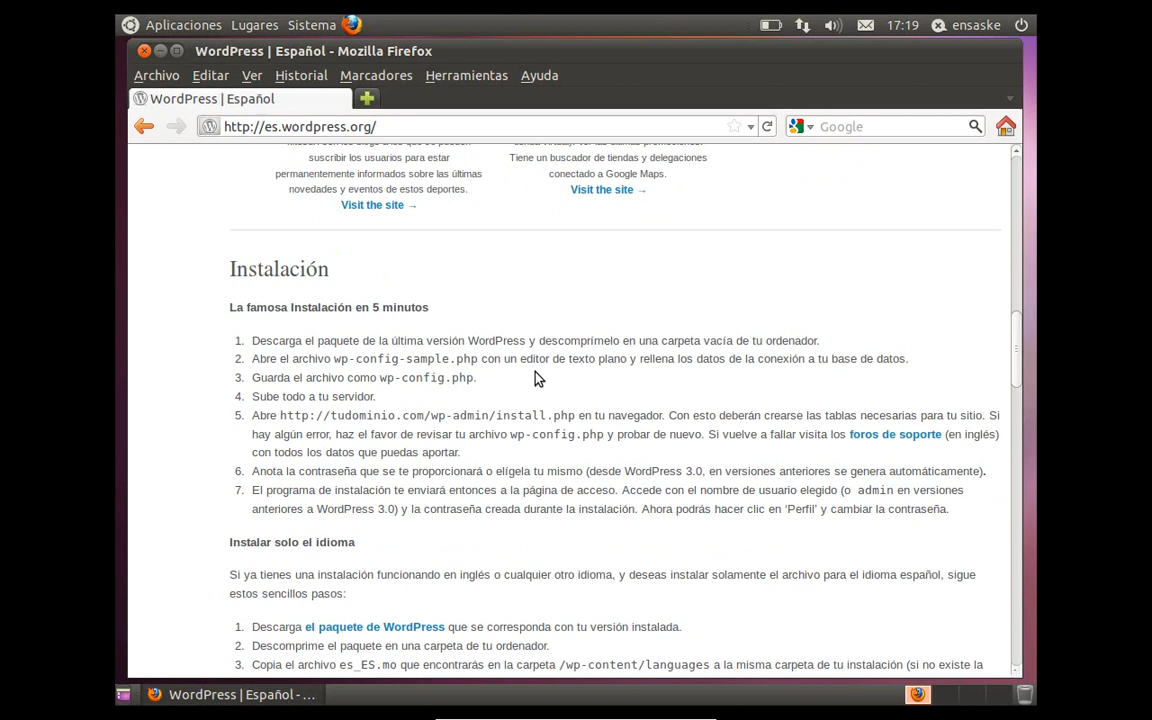 Aplicaciones Lugares Sistema 17:19 ensaske
WordPress | Español - Mozilla Firefox
Archivo Editar Ver Historial Marcadores Herramientas Ayuda
WordPress | Español
http://es.wordpress.org/ Google
suscribir los usuarios para estar
permanentemente informados sobre las últimas
novedades y eventos de estos deportes.
Visit the site →
Tiene un buscador de tiendas y delegaciones
conectado a Google Maps.
Visit the site →
Instalación
La famosa Instalación en 5 minutos
1. Descarga el paquete de la última versión WordPress y descomprímelo en una carpeta vacía de tu ordenador.
2. Abre el archivo wp-config-sample.php con un editor de texto plano y rellena los datos de la conexión a tu base de datos.
3. Guarda el archivo como wp-config.php.
4. Sube todo a tu servidor.
5. Abre http://tudominio.com/wp-admin/install.php en tu navegador. Con esto deberán crearse las tablas necesarias para tu sitio. Si
hay algún error, haz el favor de revisar tu archivo wp-config.php y probar de nuevo. Si vuelve a fallar visita los foros de soporte (en inglés)
con todos los datos que puedas aportar.
6. Anota la contraseña que se te proporcionará o elígela tu mismo (desde WordPress 3.0, en versiones anteriores se genera automáticamente).
7. El programa de instalación te enviará entonces a la página de acceso. Accede con el nombre de usuario elegido (o admin en versiones
anteriores a WordPress 3.0) y la contraseña creada durante la instalación. Ahora podrás hacer clic en ‘Perfil’ y cambiar la contraseña.
Instalar solo el idioma
Si ya tienes una instalación funcionando en inglés o cualquier otro idioma, y deseas instalar solamente el archivo para el idioma español, sigue
estos sencillos pasos:
1. Descarga el paquete de WordPress que se corresponda con tu versión instalada.
2. Descomprime el paquete en una carpeta de tu ordenador.
3. Copia el archivo es_ES.mo que encontrarás en la carpeta /wp-content/languages a la misma carpeta de tu instalación (si no existe la
WordPress | Español - ...